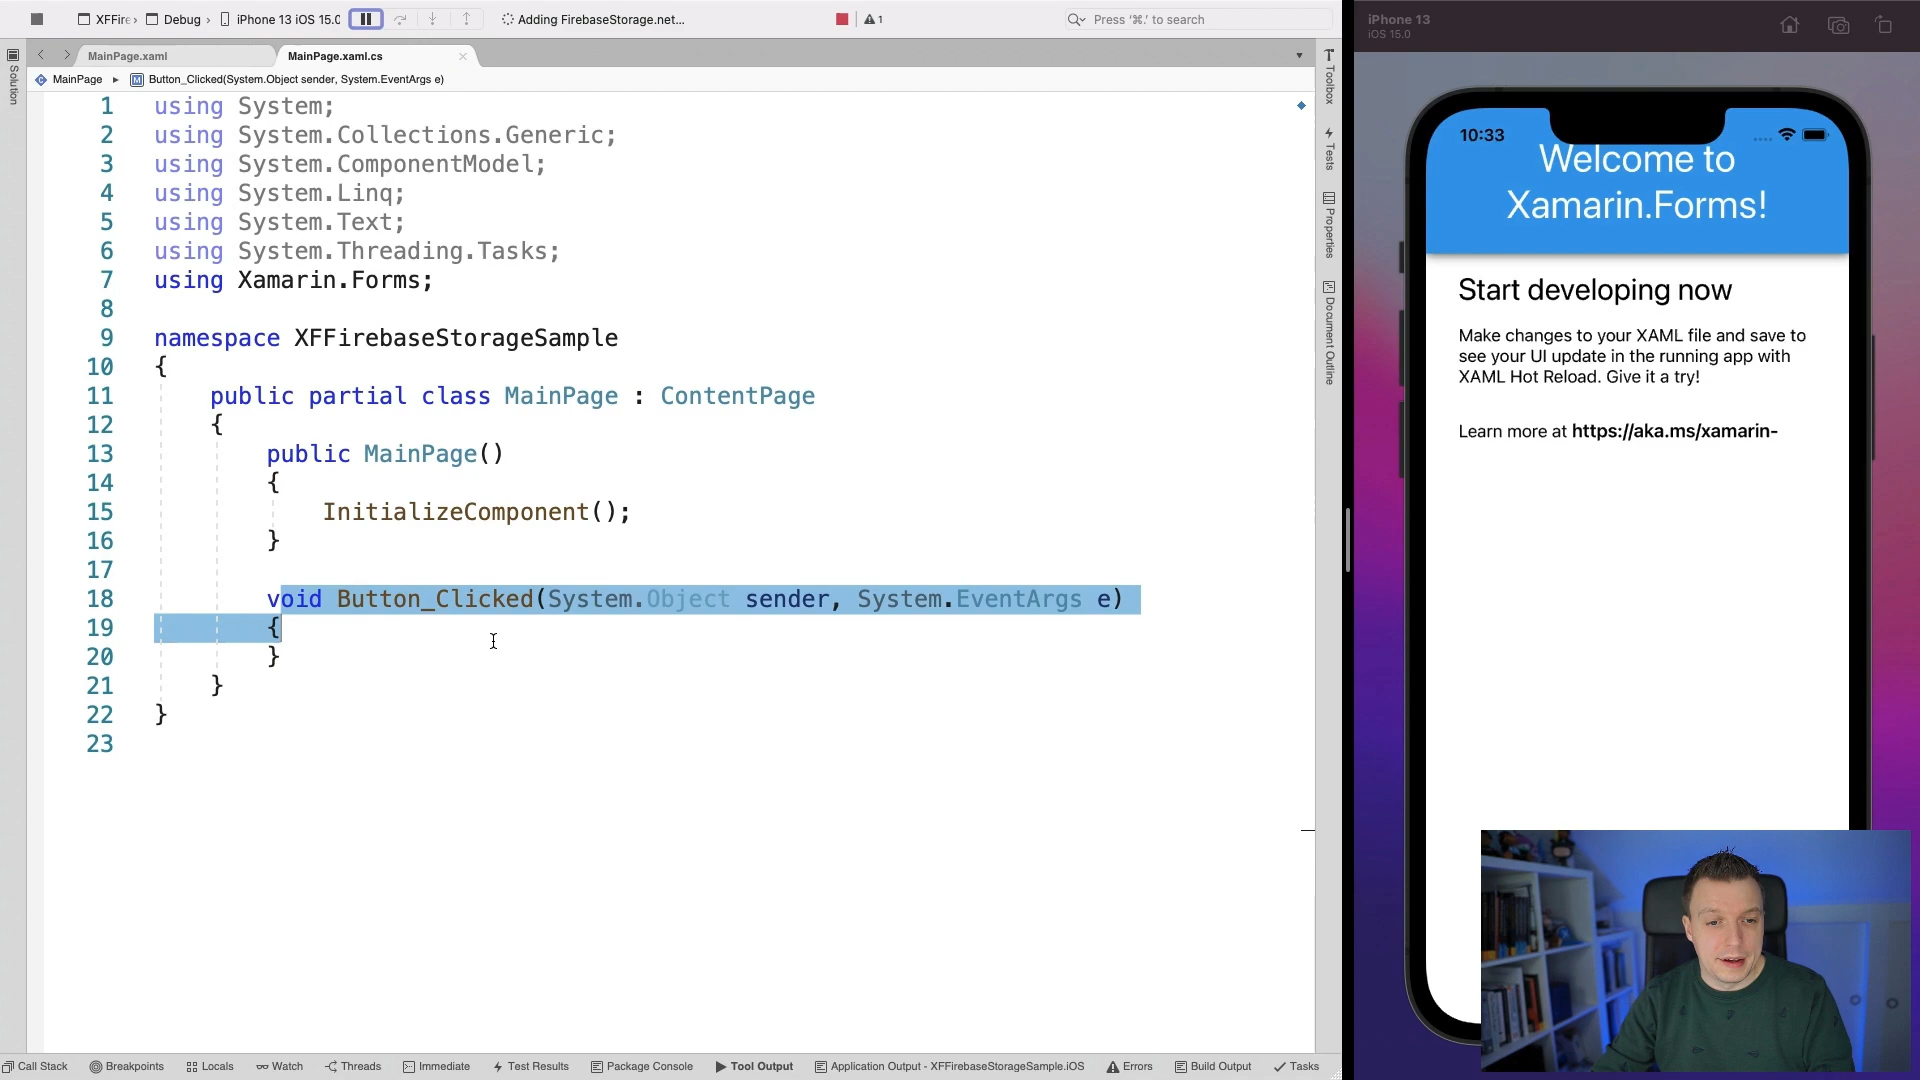 XFFire
Debug
iPhone 13 iOS 15.0
Adding FirebaseStorage.net...
1
Press '⌘.' to search
MainPage.xaml
MainPage.xaml.cs
MainPage
Button_Clicked(System.Object sender, System.EventArgs e)
Solution
1 using System;
2 using System.Collections.Generic;
3 using System.ComponentModel;
4 using System.Linq;
5 using System.Text;
6 using System.Threading.Tasks;
7 using Xamarin.Forms;
8
9 namespace XFFirebaseStorageSample
10 {
11 public partial class MainPage : ContentPage
12 {
13 public MainPage()
14 {
15 InitializeComponent();
16 }
17
18 void Button_Clicked(System.Object sender, System.EventArgs e)
19 {
20 }
21 }
22 }
23
Toolbox
Tests
Properties
Document Outline
Call Stack
Breakpoints
Locals
Watch
Threads
Immediate
Test Results
Package Console
Tool Output
Application Output - XFFirebaseStorageSample.iOS
Errors
Build Output
Tasks
iPhone 13
iOS 15.0
10:33
Welcome to
Xamarin.Forms!
Start developing now
Make changes to your XAML file and save to
see your UI update in the running app with
XAML Hot Reload. Give it a try!
Learn more at https://aka.ms/xamarin-